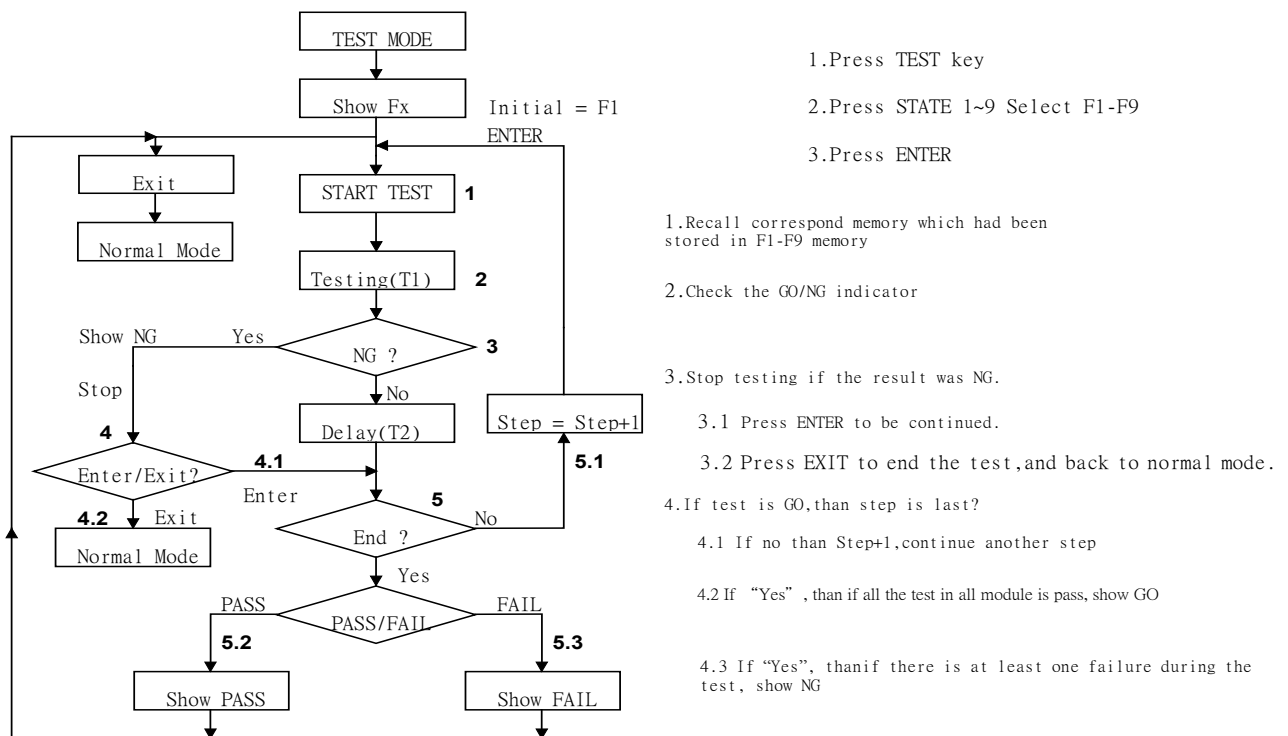 TEST MODE
Show Fx
Initial = F1
ENTER
Exit
START TEST
1
Normal Mode
Testing(T1)
2
Show NG
Yes
NG ?
3
Stop
No
Delay(T2)
Step = Step+1
4
Enter/Exit?
4.1
Enter
5
5.1
4.2
Exit
End ?
No
Normal Mode
Yes
PASS
PASS/FAIL
FAIL
5.2
5.3
Show PASS
Show FAIL
1.Press TEST key
2.Press STATE 1~9 Select F1-F9
3.Press ENTER
1.Recall correspond memory which had been
stored in F1-F9 memory
2.Check the GO/NG indicator
3.Stop testing if the result was NG.
3.1 Press ENTER to be continued.
3.2 Press EXIT to end the test,and back to normal mode.
4.If test is GO,than step is last?
4.1 If no than Step+1,continue another step
4.2 If “Yes”, than if all the test in all module is pass, show GO
4.3 If “Yes”, thanif there is at least one failure during the
test, show NG